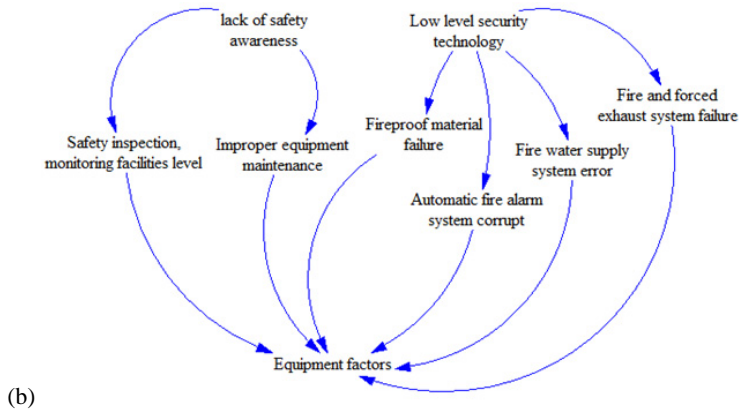 lack of safety
awareness
Low level security
technology
Fire and forced
exhaust system failure
Safety inspection,
monitoring facilities level
Improper equipment
maintenance
Fireproof material
failure
Fire water supply
system error
Automatic fire alarm
system corrupt
Equipment factors
(b)